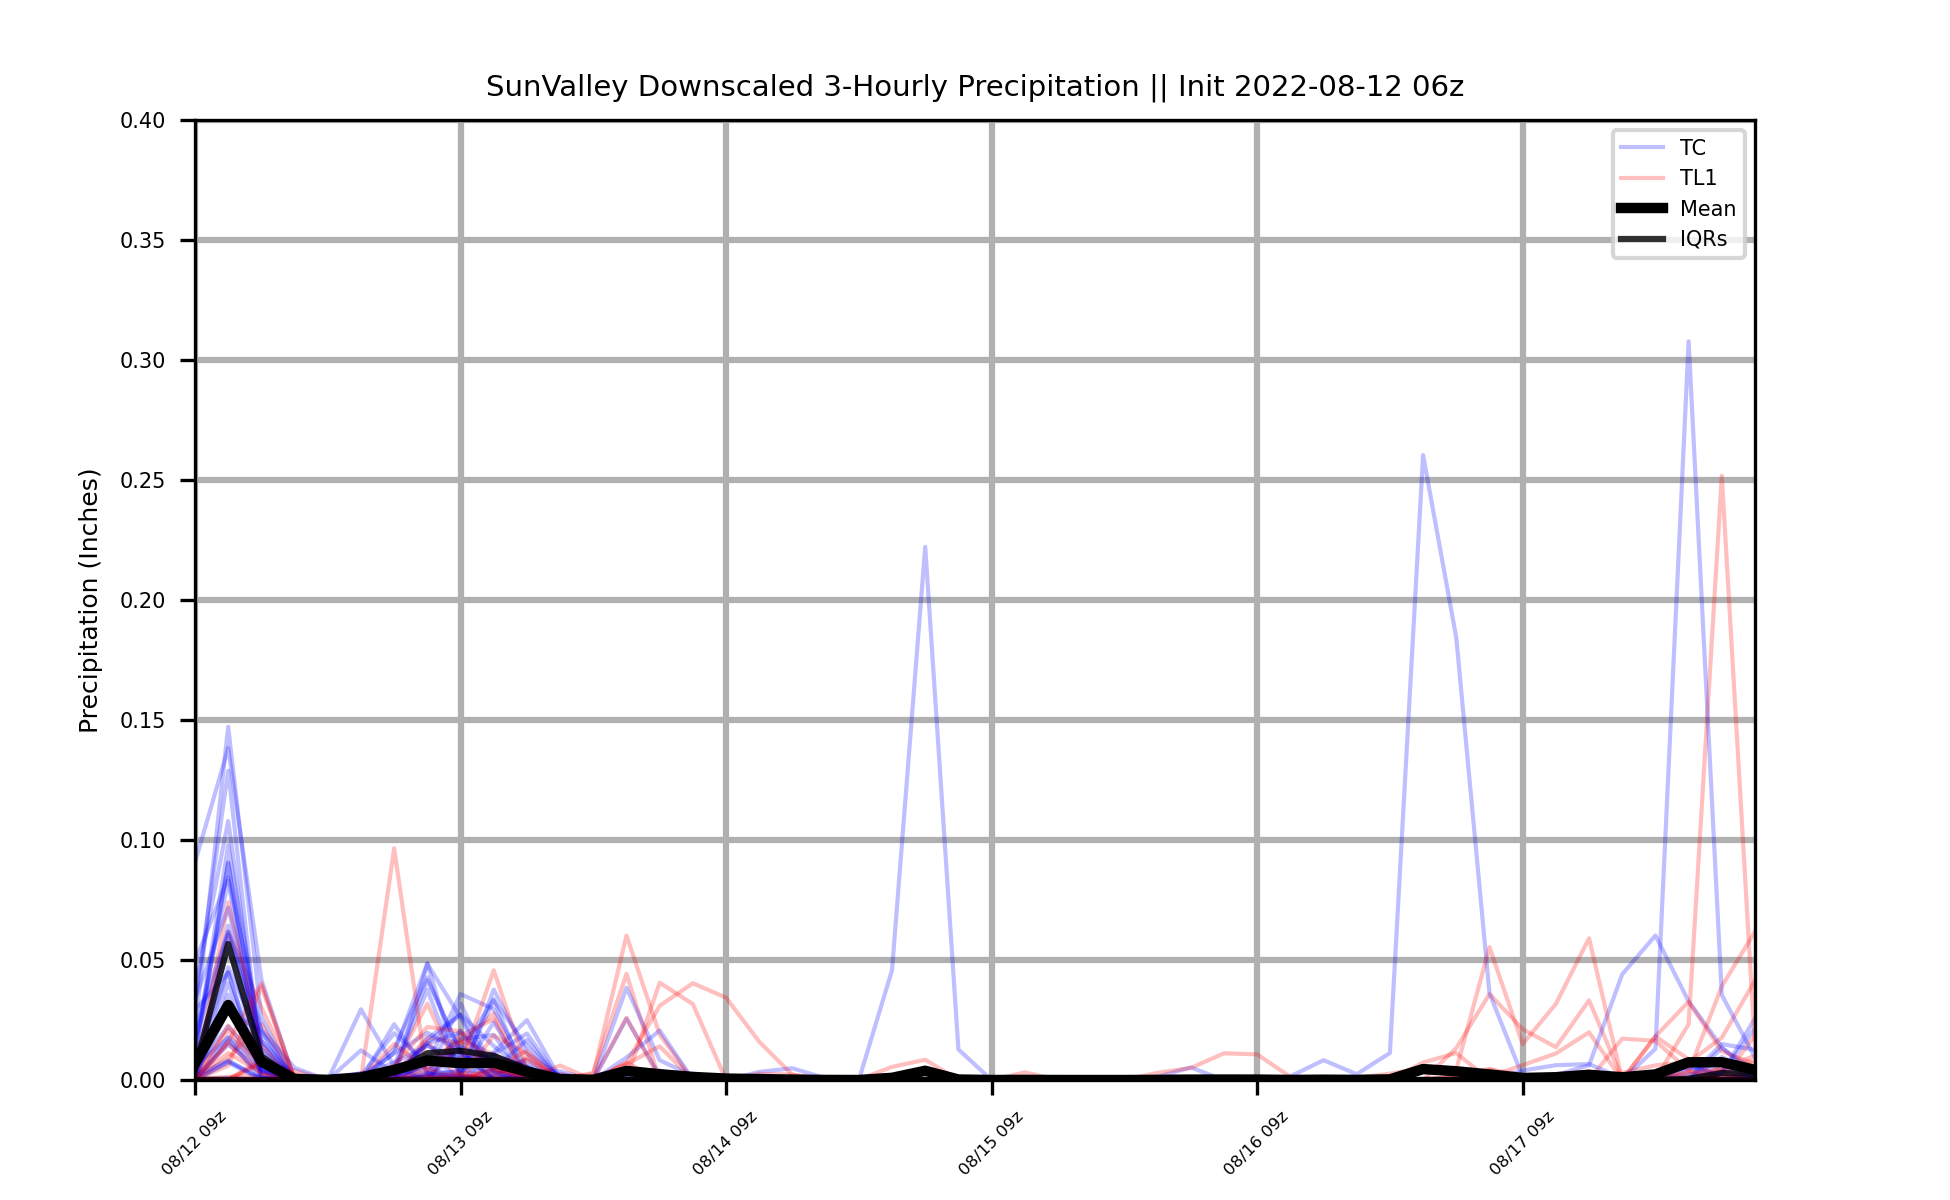 SunValley Downscaled 3-Hourly Precipitation || Init 2022-08-12 06z
TC
TL1
Mean
IQRs
Precipitation (Inches)
0.40
0.35
0.30
0.25
0.20
0.15
0.10
0.05
0.00
08/12 09z
08/13 09z
08/14 09z
08/15 09z
08/16 09z
08/17 09z